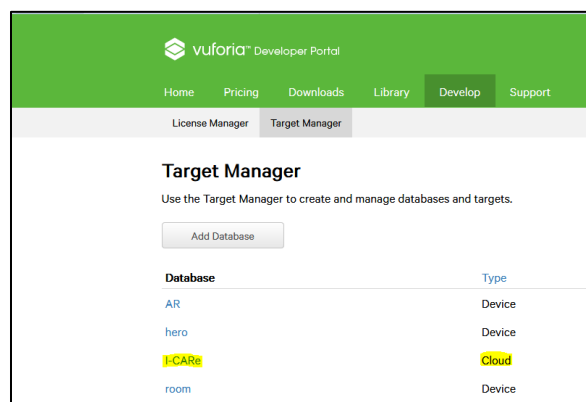 vuforia™ Developer Portal
Home Pricing Downloads Library Develop Support
License Manager Target Manager
Target Manager
Use the Target Manager to create and manage databases and targets.
Add Database
Database Type
AR Device
hero Device
I-CARe Cloud
room Device